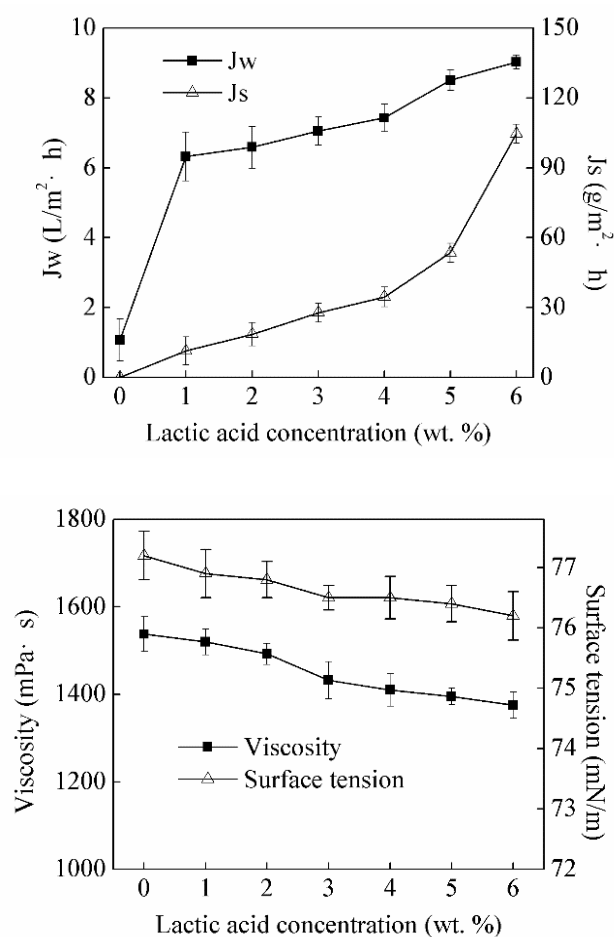 10
8
6
4
2
0
Jw (L/m²· h)
Jw
Js
150
120
90
60
30
0
Js (g/m²· h)
0 1 2 3 4 5 6
Lactic acid concentration (wt. %)
1800
1600
1400
1200
1000
Viscosity (mPa· s)
Viscosity
Surface tension
77
76
75
74
73
72
Surface tension (mN/m)
0 1 2 3 4 5 6
Lactic acid concentration (wt. %)